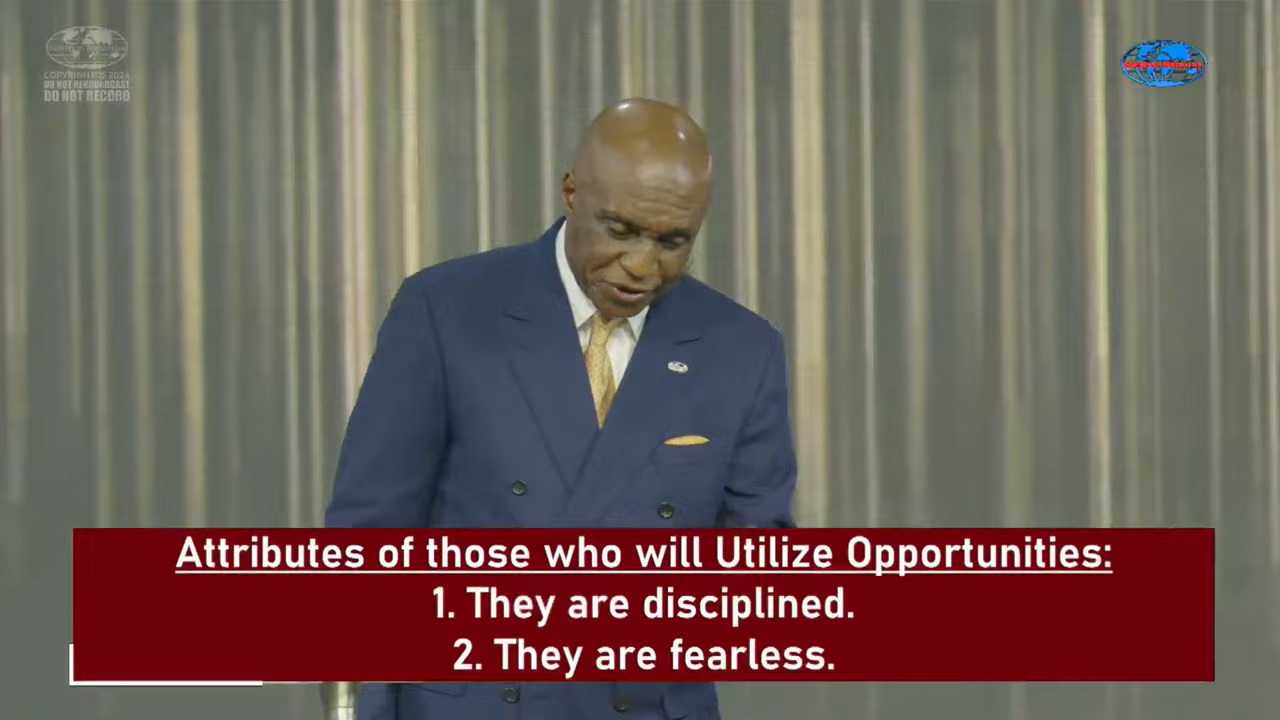 COPYRIGHT© 2024
DO NOT REBROADCAST
DO NOT RECORD
Attributes of those who will Utilize Opportunities:
1. They are disciplined.
2. They are fearless.